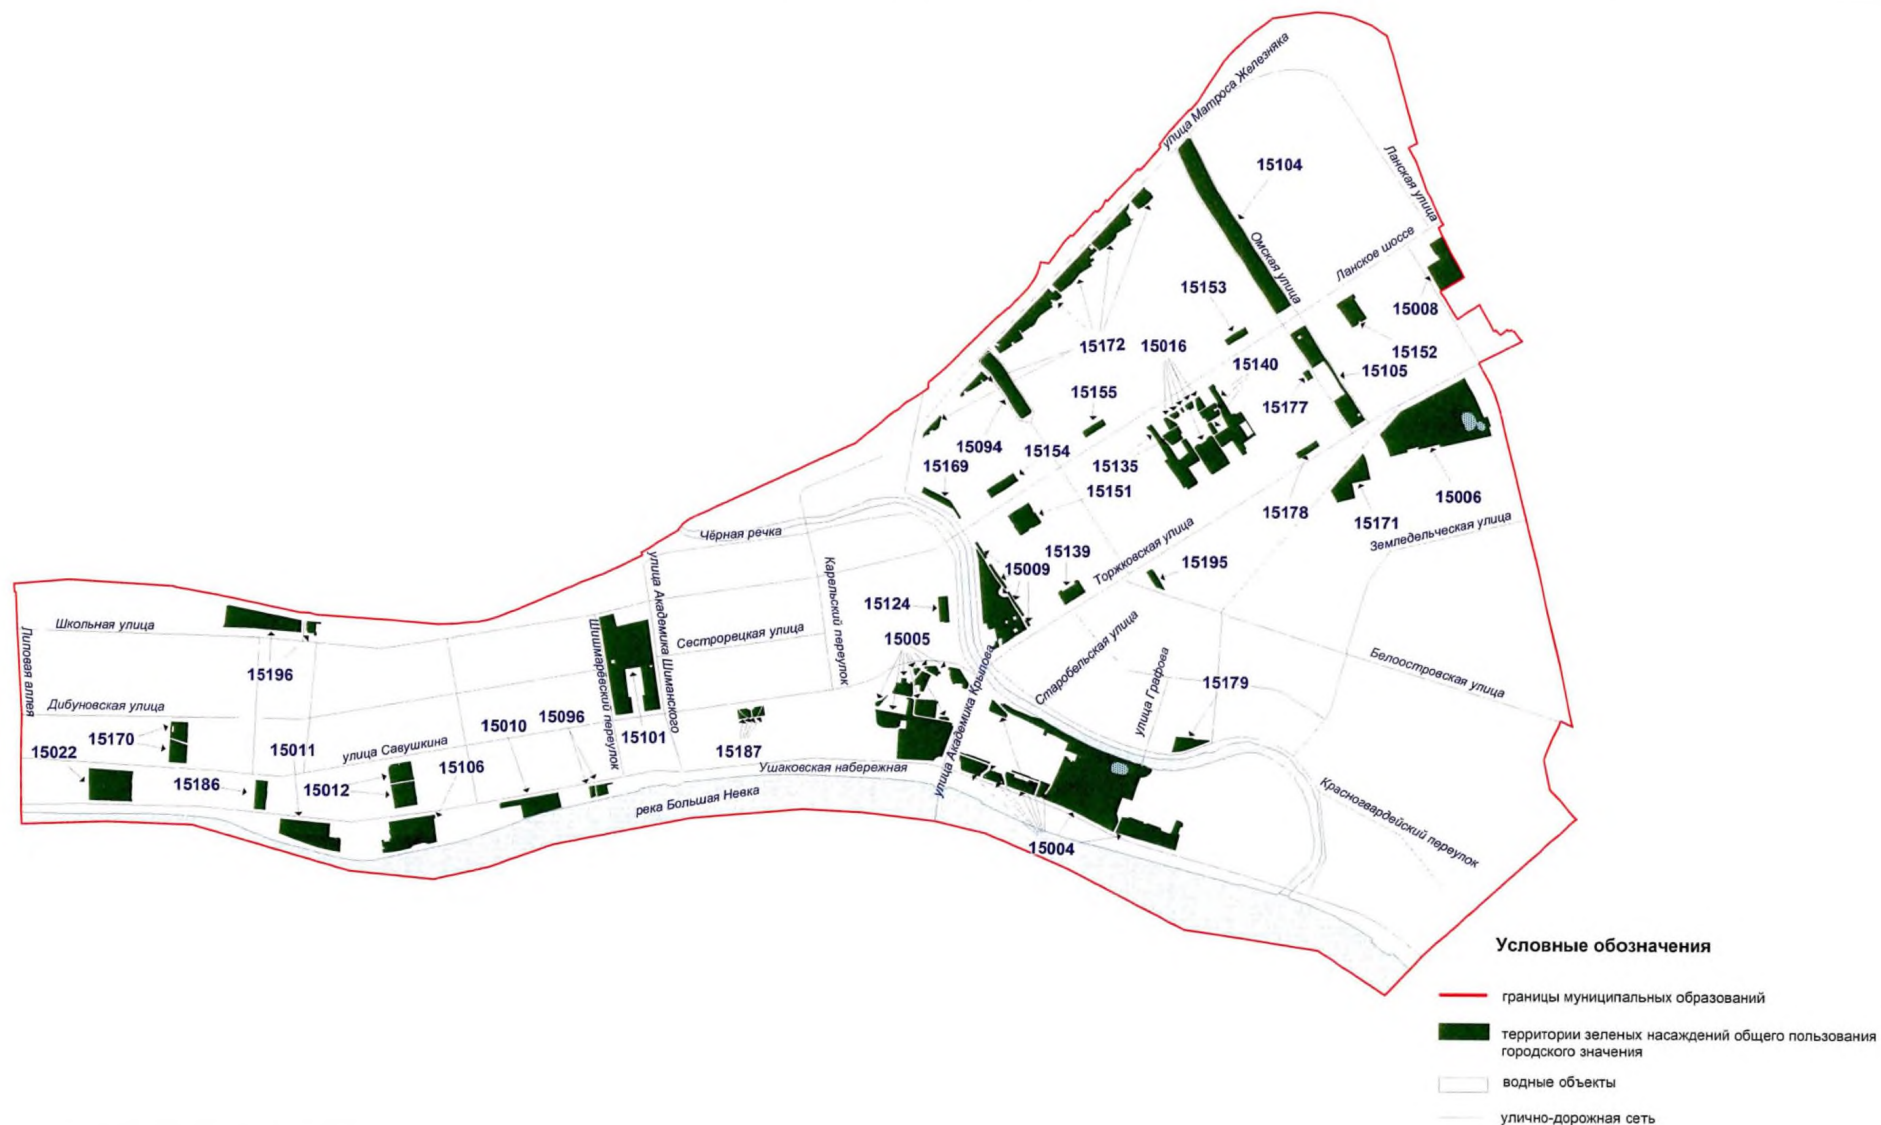 улица Матроса Железняка
15104
Ланская улица
Омская улица
Ланское шоссе
15153
15008
15172
15016
15140
15152
15105
15155
15177
15094
15154
15169
15135
15151
15006
15178
15171
Земледельческая улица
Чёрная речка
Торжковская улица
15139
15009
15195
улица Академика Шиманского
Карельский переулок
15124
15005
Школьная улица
Липовая аллея
Сестрорецкая улица
Шишмарёвский переулок
Старобельская улица
Белоостровская улица
15196
улица Академика Крылова
улица Графова
15179
Дибуновская улица
15170
15022
15011
15010
15096
15101
15187
улица Савушкина
15106
15186
15012
Ушаковская набережная
река Большая Невка
15004
Красногвардейский переулок
Условные обозначения
границы муниципальных образований
территории зеленых насаждений общего пользования
городского значения
водные объекты
улично-дорожная сеть